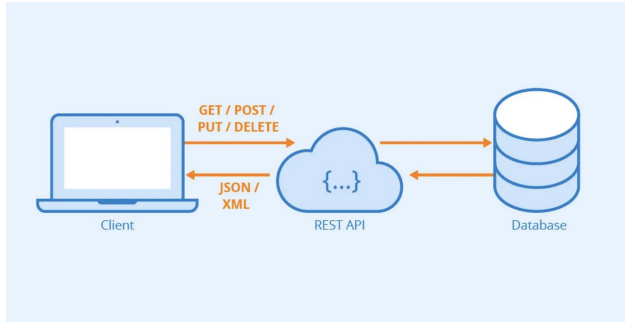 GET / POST /
PUT / DELETE
{...}
JSON /
XML
Client
REST API
Database